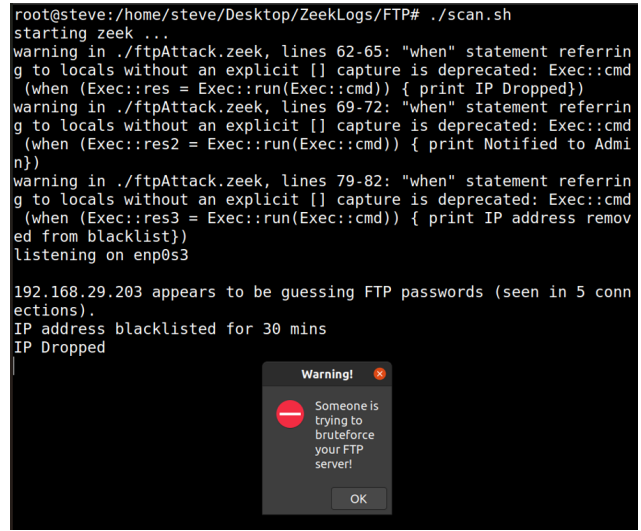 root@steve:/home/steve/Desktop/ZeekLogs/FTP# ./scan.sh
starting zeek ...
warning in ./ftpAttack.zeek, lines 62-65: "when" statement referrin
g to locals without an explicit [] capture is deprecated: Exec::cmd
 (when (Exec::res = Exec::run(Exec::cmd)) { print IP Dropped})
warning in ./ftpAttack.zeek, lines 69-72: "when" statement referrin
g to locals without an explicit [] capture is deprecated: Exec::cmd
 (when (Exec::res2 = Exec::run(Exec::cmd)) { print Notified to Admi
n})
warning in ./ftpAttack.zeek, lines 79-82: "when" statement referrin
g to locals without an explicit [] capture is deprecated: Exec::cmd
 (when (Exec::res3 = Exec::run(Exec::cmd)) { print IP address remov
ed from blacklist})
listening on enp0s3
192.168.29.203 appears to be guessing FTP passwords (seen in 5 conn
ections).
IP address blacklisted for 30 mins
IP Dropped
Warning!
Someone is
trying to
bruteforce
your FTP
server!
OK